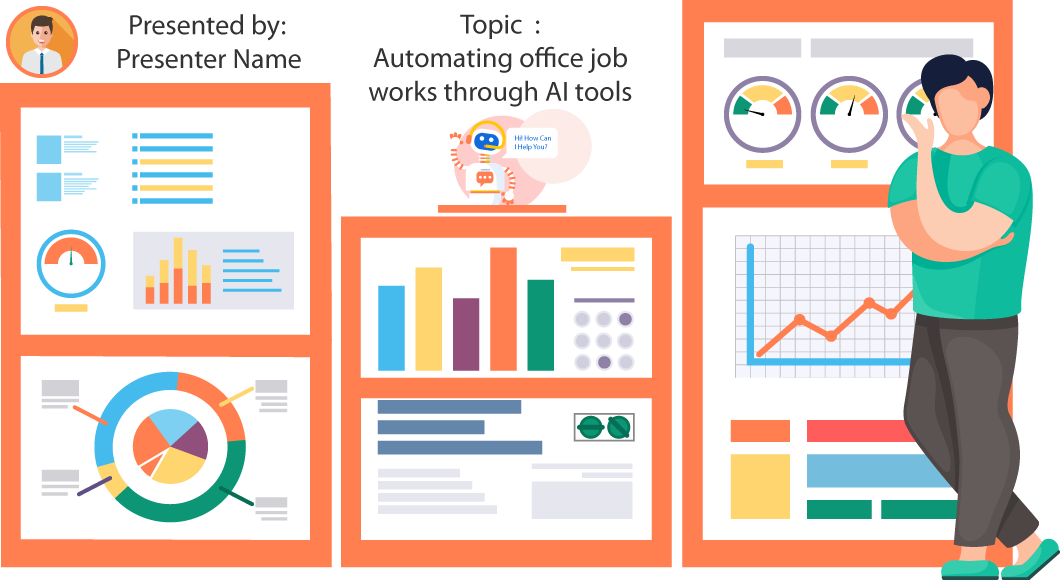 Presented by:
Presenter Name
Topic :
Automating office job
works through AI tools
Hi! How Can
I Help You?